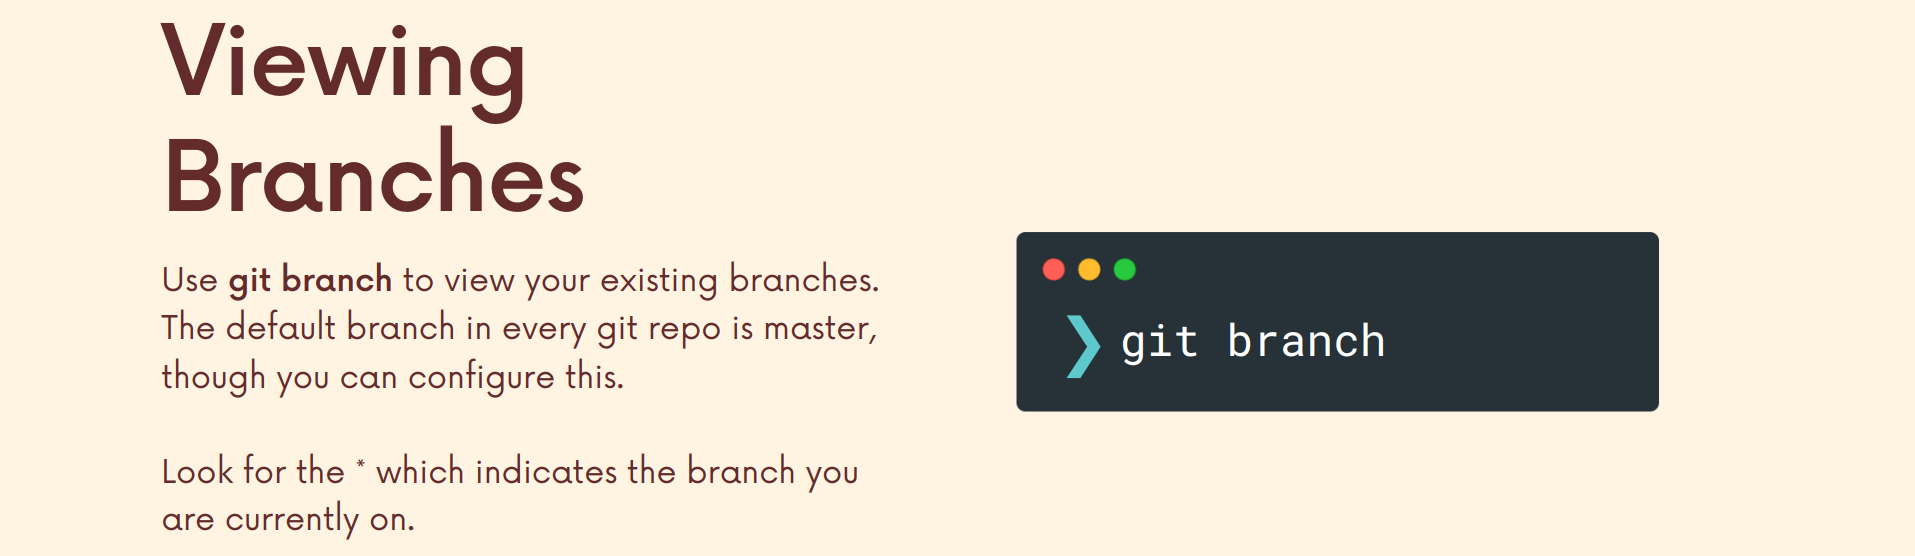 Viewing
Branches
Use git branch to view your existing branches.
The default branch in every git repo is master,
though you can configure this.
Look for the * which indicates the branch you
are currently on.
❯ git branch